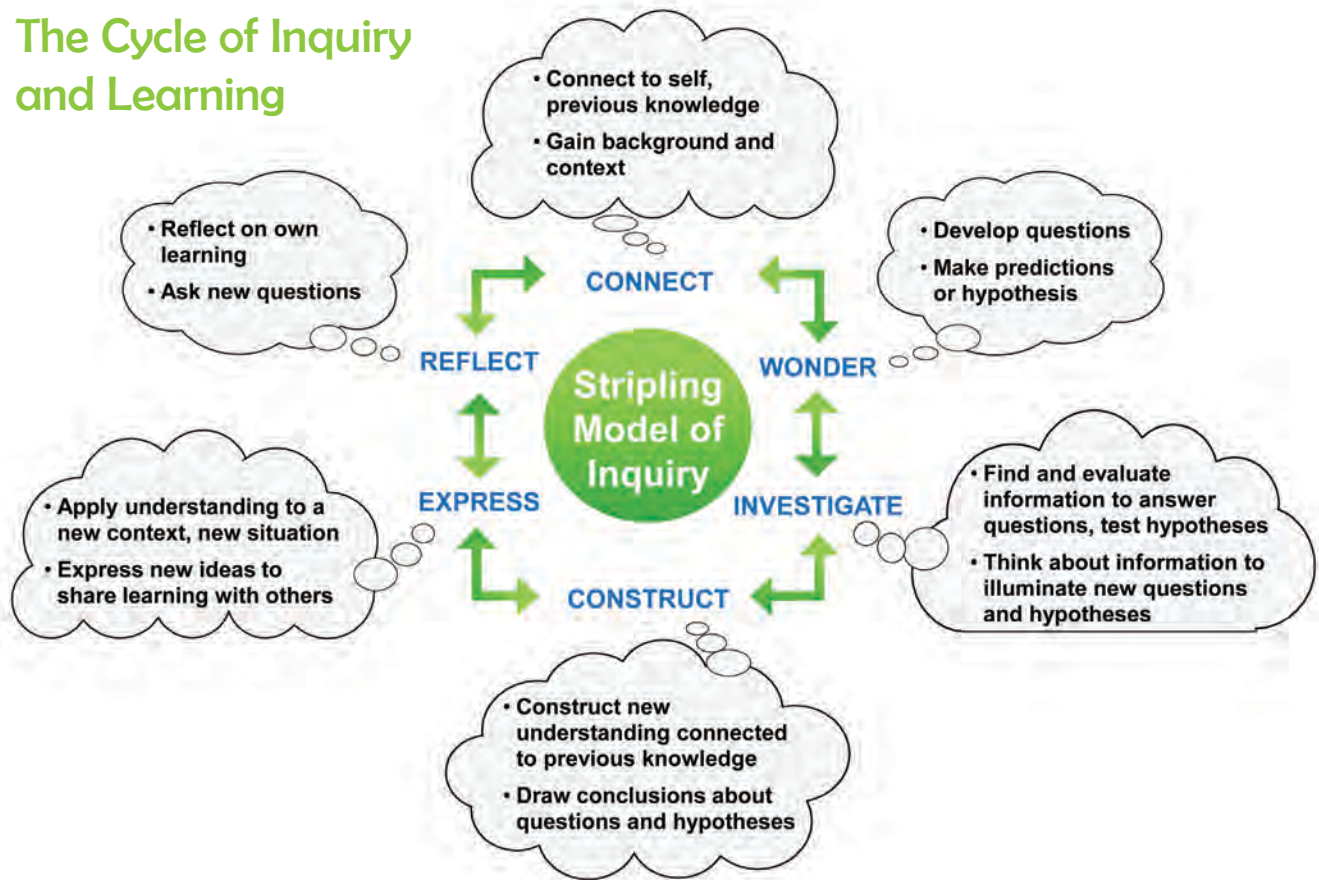 The Cycle of Inquiry
and Learning
• Connect to self,
previous knowledge
• Gain background and
context
CONNECT
• Develop questions
• Make predictions
or hypothesis
WONDER
• Find and evaluate
information to answer
questions, test hypotheses
• Think about information to
illuminate new questions
and hypotheses
INVESTIGATE
• Construct new
understanding connected
to previous knowledge
• Draw conclusions about
questions and hypotheses
CONSTRUCT
• Apply understanding to a
new context, new situation
• Express new ideas to
share learning with others
EXPRESS
• Reflect on own
learning
• Ask new questions
REFLECT
Stripling
Model of
Inquiry